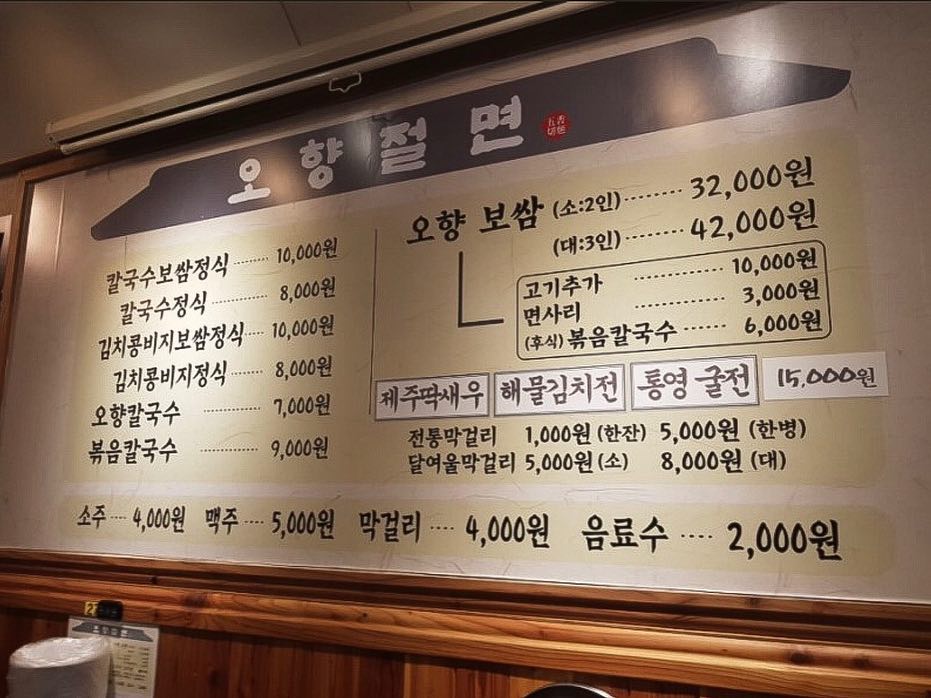 오향절면
五香
切麵
칼국수보쌈정식 ········ 10,000원
칼국수정식 ············ 8,000원
김치콩비지보쌈정식 ····· 10,000원
김치콩비지정식 ········ 8,000원
오향칼국수 ············ 7,000원
볶음칼국수 ············ 9,000원
오향 보쌈 (소:2인) ········ 32,000원
(대:3인) ········ 42,000원
고기추가 ············ 10,000원
면사리 ············ 3,000원
(후식) 볶음칼국수 ······ 6,000원
제주딱새우 해물김치전 통영 굴전 15,000원
전통막걸리 1,000원 (한잔) 5,000원 (한병)
달여울막걸리 5,000원 (소) 8,000원 (대)
소주 ···· 4,000원 맥주 ···· 5,000원 막걸리 ···· 4,000원 음료수 ···· 2,000원